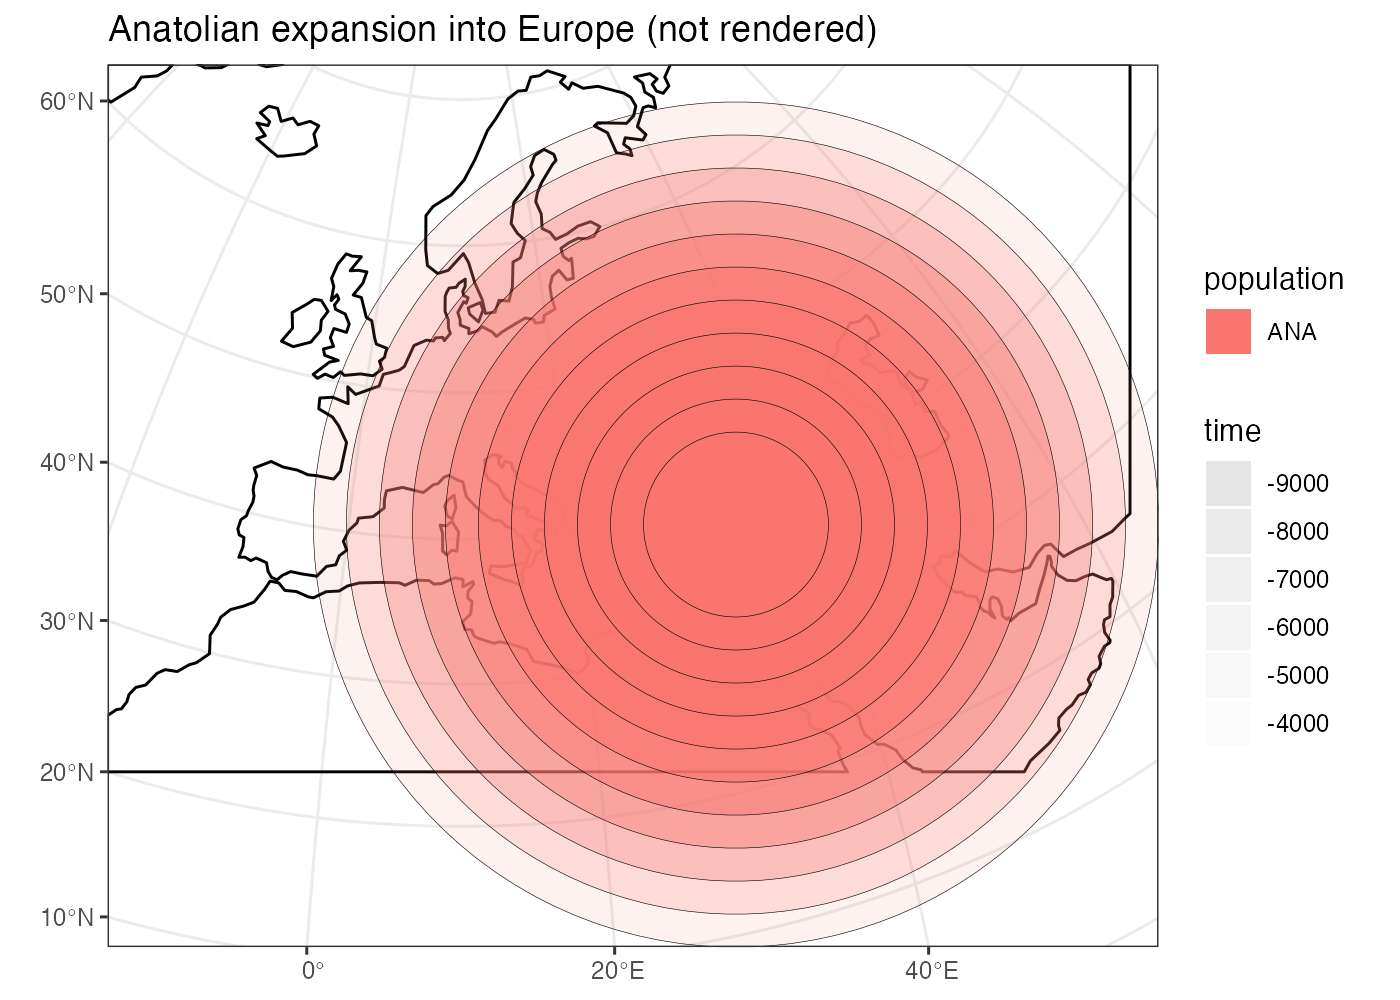 Anatolian expansion into Europe (not rendered)
60°N
50°N
40°N
30°N
20°N
10°N
0°
20°E
40°E
population
ANA
time
-9000
-8000
-7000
-6000
-5000
-4000